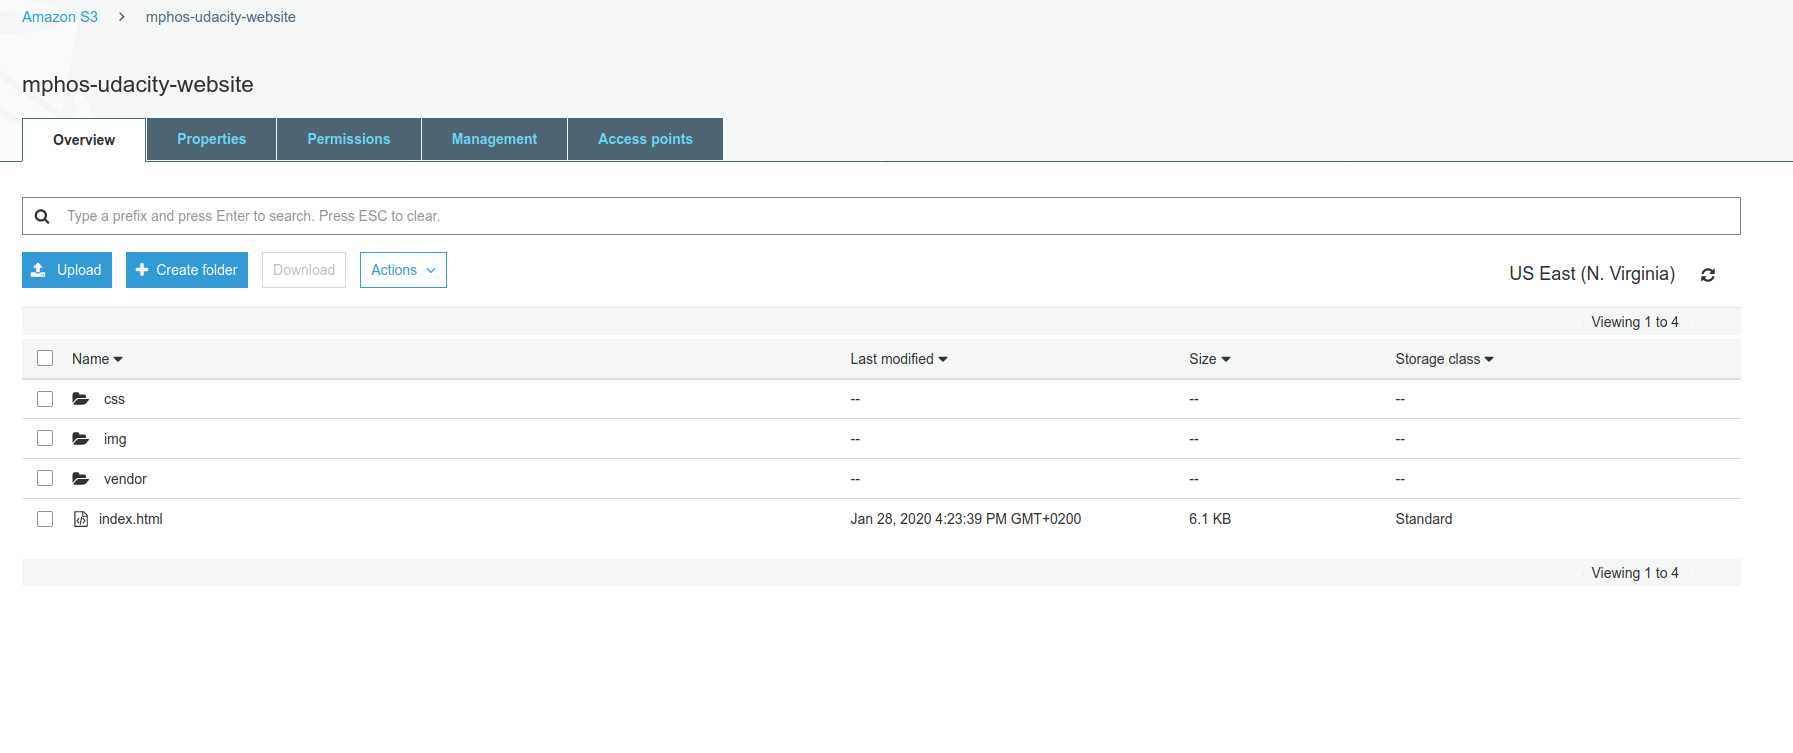 Amazon S3 > mphos-udacity-website
mphos-udacity-website
Overview Properties Permissions Management Access points
Type a prefix and press Enter to search. Press ESC to clear.
Upload Create folder Download Actions US East (N. Virginia)
Viewing 1 to 4
Name Last modified Size Storage class
css -- -- --
img -- -- --
vendor -- -- --
index.html Jan 28, 2020 4:23:39 PM GMT+0200 6.1 KB Standard
Viewing 1 to 4